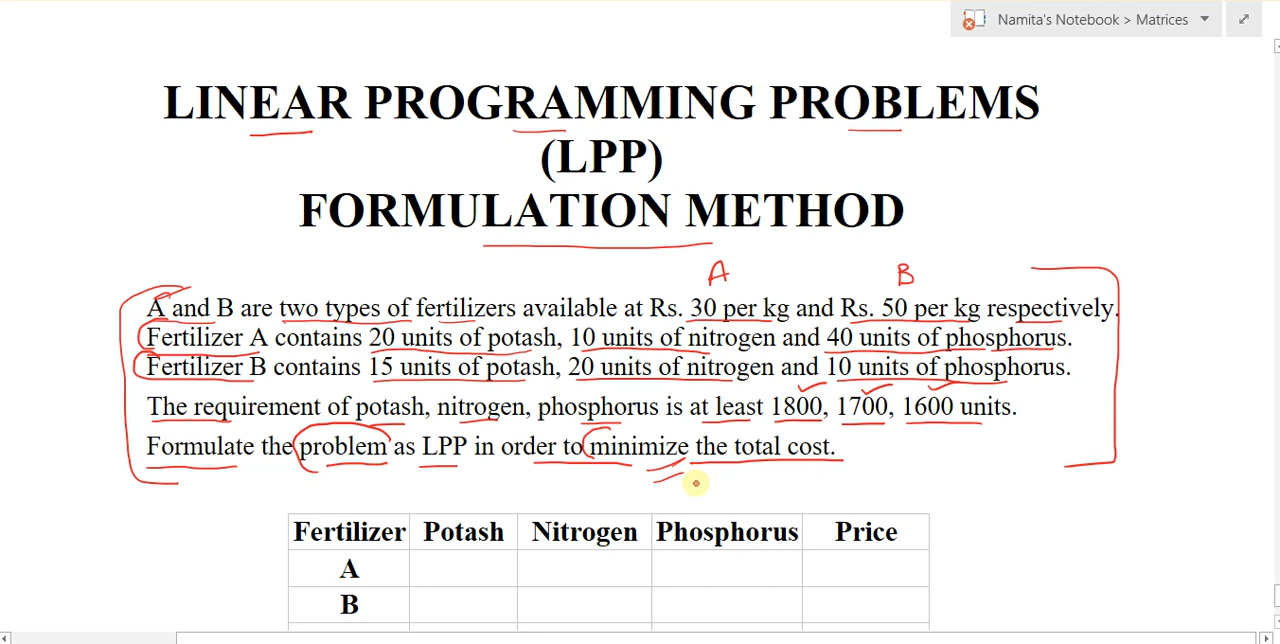 Namita's Notebook > Matrices
LINEAR PROGRAMMING PROBLEMS
(LPP)
FORMULATION METHOD
A B
A and B are two types of fertilizers available at Rs. 30 per kg and Rs. 50 per kg respectively.
Fertilizer A contains 20 units of potash, 10 units of nitrogen and 40 units of phosphorus.
Fertilizer B contains 15 units of potash, 20 units of nitrogen and 10 units of phosphorus.
The requirement of potash, nitrogen, phosphorus is at least 1800, 1700, 1600 units.
Formulate the problem as LPP in order to minimize the total cost.
Fertilizer Potash Nitrogen Phosphorus Price
A
B